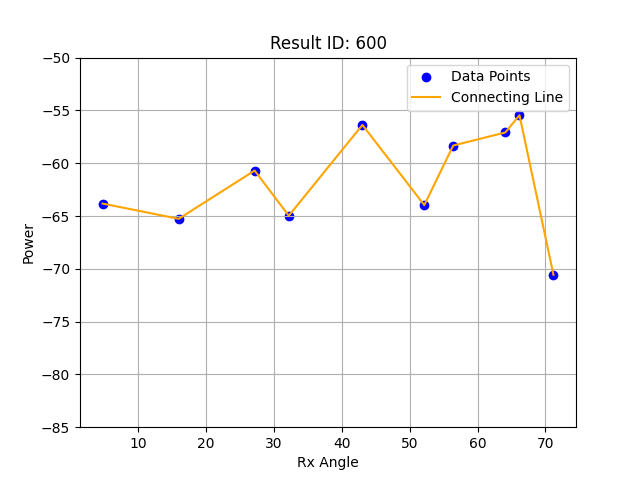 Result ID: 600
Data Points
Connecting Line
Power
−50
−55
−60
−65
−70
−75
−80
−85
10 20 30 40 50 60 70
Rx Angle